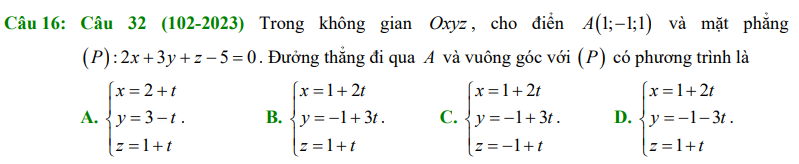 Câu 16: Câu 32 (102-2023) Trong không gian Oxyz, cho điển A(1;−1;1) và mặt phẳng
(P): 2x + 3y + z − 5 = 0. Đường thẳng đi qua A và vuông góc với (P) có phương trình là
A. { x = 2 + t B. { x = 1 + 2t C. { x = 1 + 2t D. { x = 1 + 2t
y = 3 − t . y = −1 + 3t . y = −1 + 3t . y = −1 − 3t .
z = 1 + t z = 1 + t z = −1 + t z = 1 + t